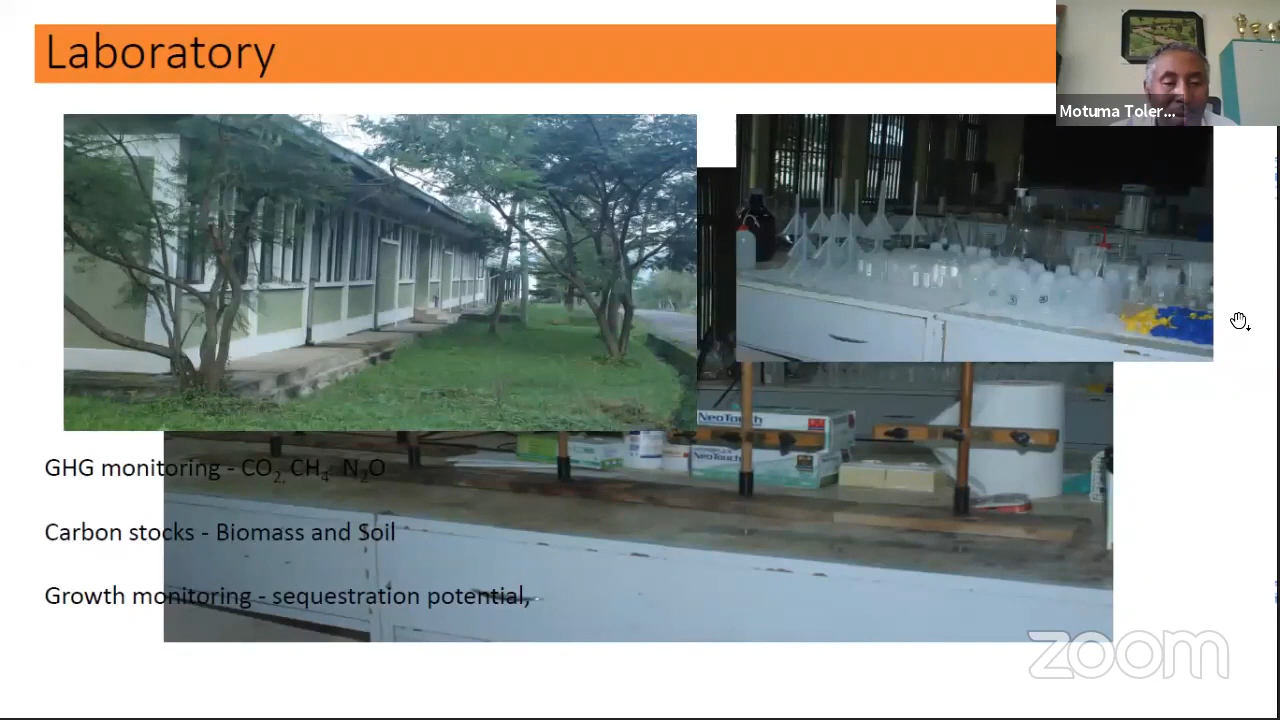 Laboratory
Motuma Toler...
NeoTouch
NeoTouch
GHG monitoring - CO2, CH4 N2O
Carbon stocks - Biomass and Soil
Growth monitoring - sequestration potential,
zoom